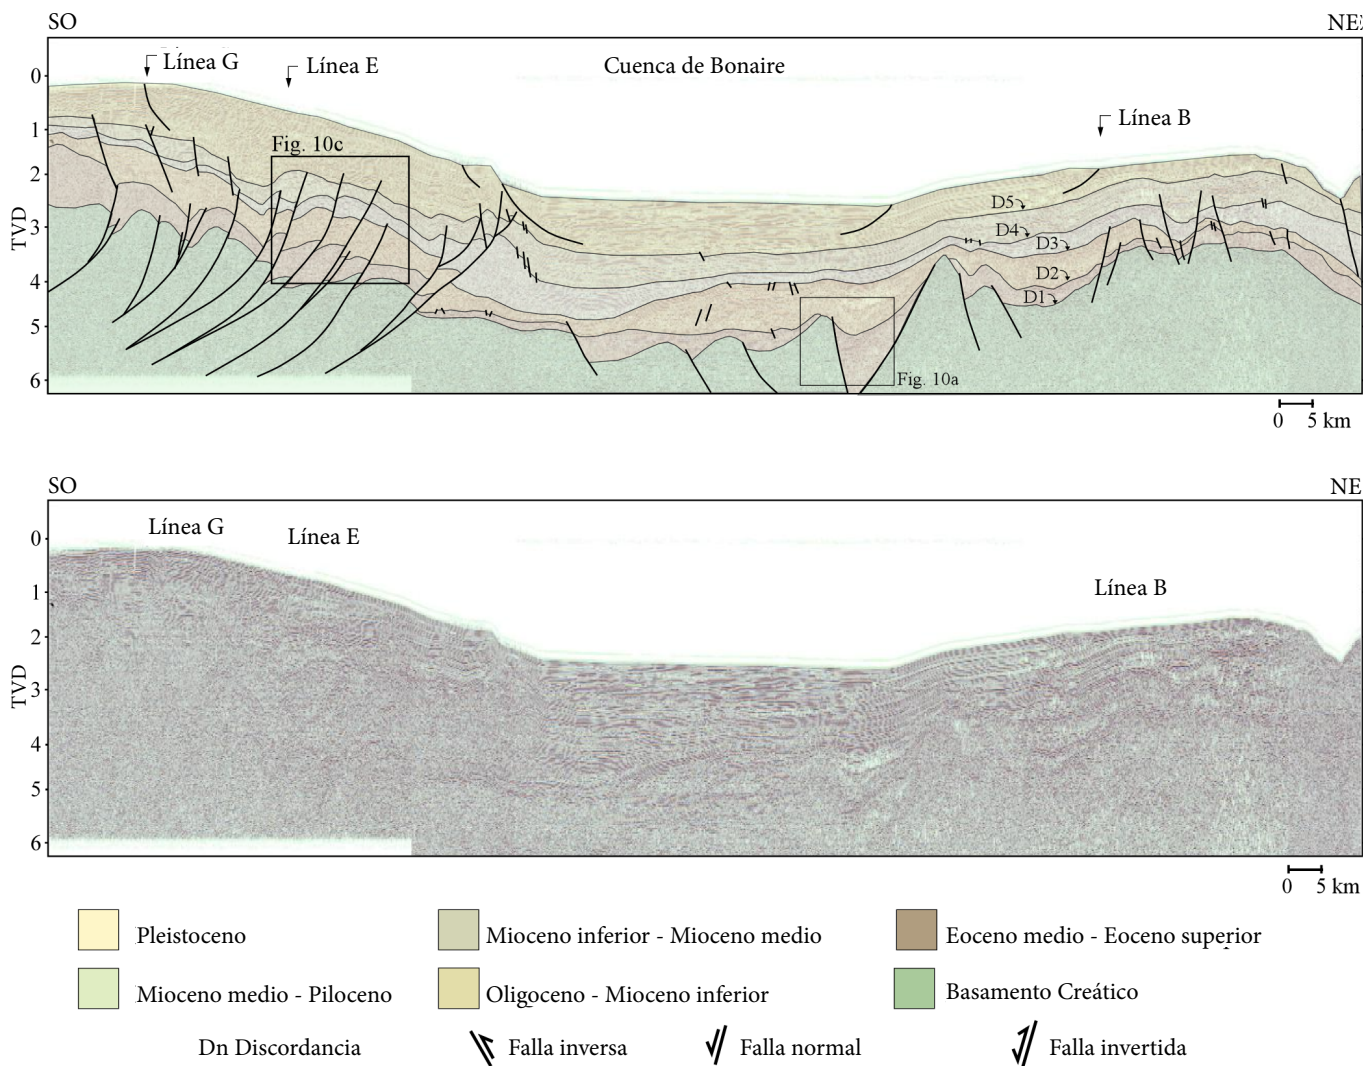 SO NE
Línea G
Línea E
Cuenca de Bonaire
Línea B
0
1
2
3
4
5
6
TVD
Fig. 10c
D5
D4
D3
D2
D1
Fig. 10a
0 5 km
SO NE
Línea G
Línea E
Línea B
0
1
2
3
4
5
6
TVD
0 5 km
Pleistoceno
Mioceno inferior - Mioceno medio
Eoceno medio - Eoceno superior
Mioceno medio - Piloceno
Oligoceno - Mioceno inferior
Basamento Creático
Dn Discordancia
Falla inversa
Falla normal
Falla invertida